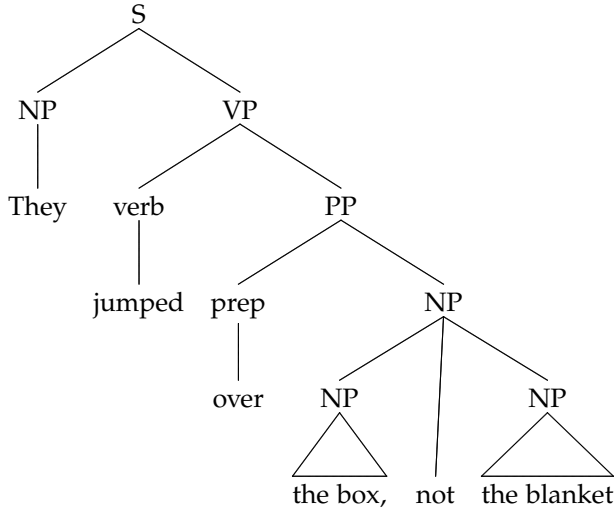 S
NP VP
They verb PP
jumped prep NP
over NP NP
the box, not the blanket